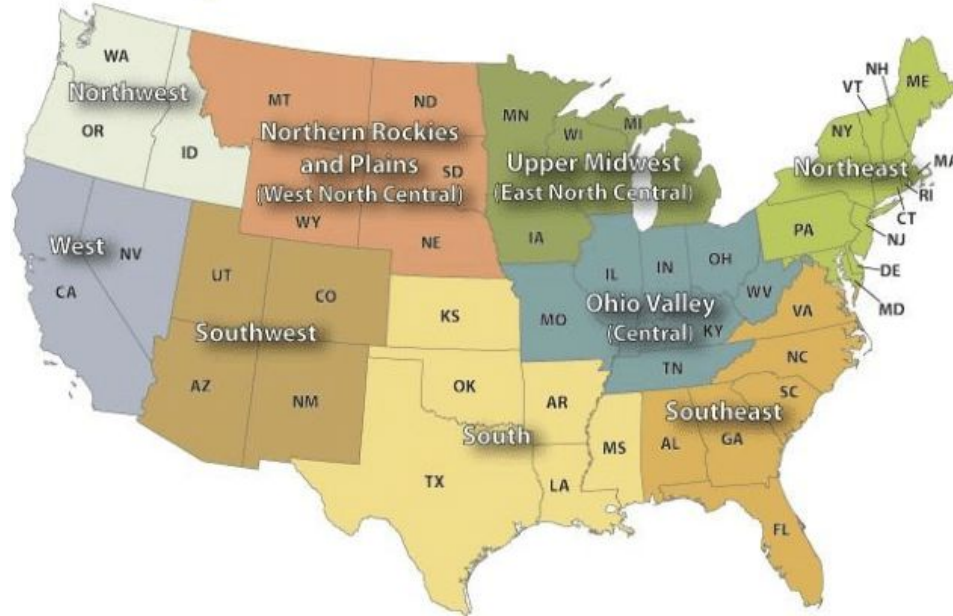 WA
Northwest
OR
ID
MT
ND
Northern Rockies
and Plains
(West North Central)
SD
WY
NE
MN
WI
MI
Upper Midwest
(East North Central)
IA
NH
VT
ME
NY
Northeast
MA
RI
CT
PA
NJ
DE
MD
West
NV
CA
UT
CO
Southwest
AZ
NM
KS
OK
AR
South
TX
LA
MS
IL
IN
OH
WV
Ohio Valley
(Central)
MO
KY
TN
VA
NC
SC
Southeast
AL
GA
FL